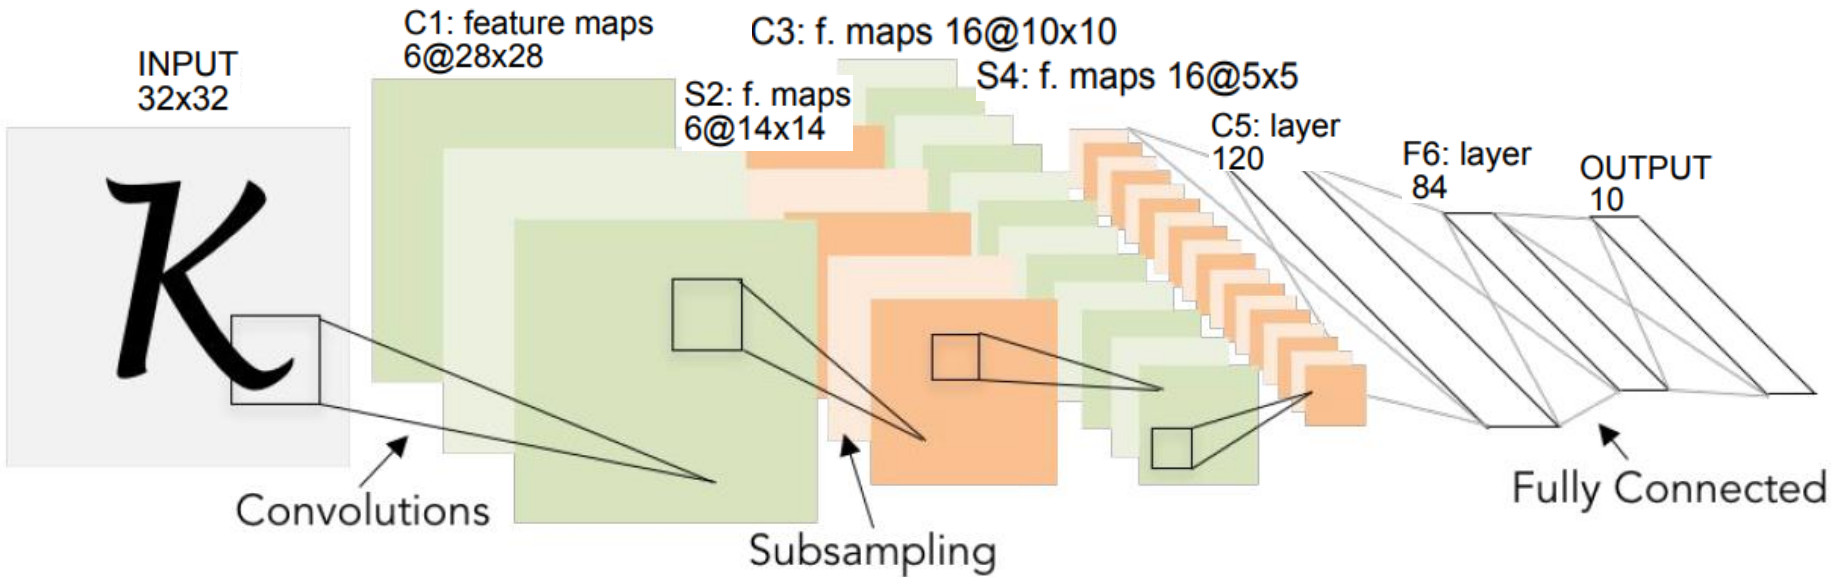 INPUT
32x32
K
C1: feature maps
6@28x28
S2: f. maps
6@14x14
C3: f. maps 16@10x10
S4: f. maps 16@5x5
C5: layer
120
F6: layer
84
OUTPUT
10
Convolutions
Subsampling
Fully Connected